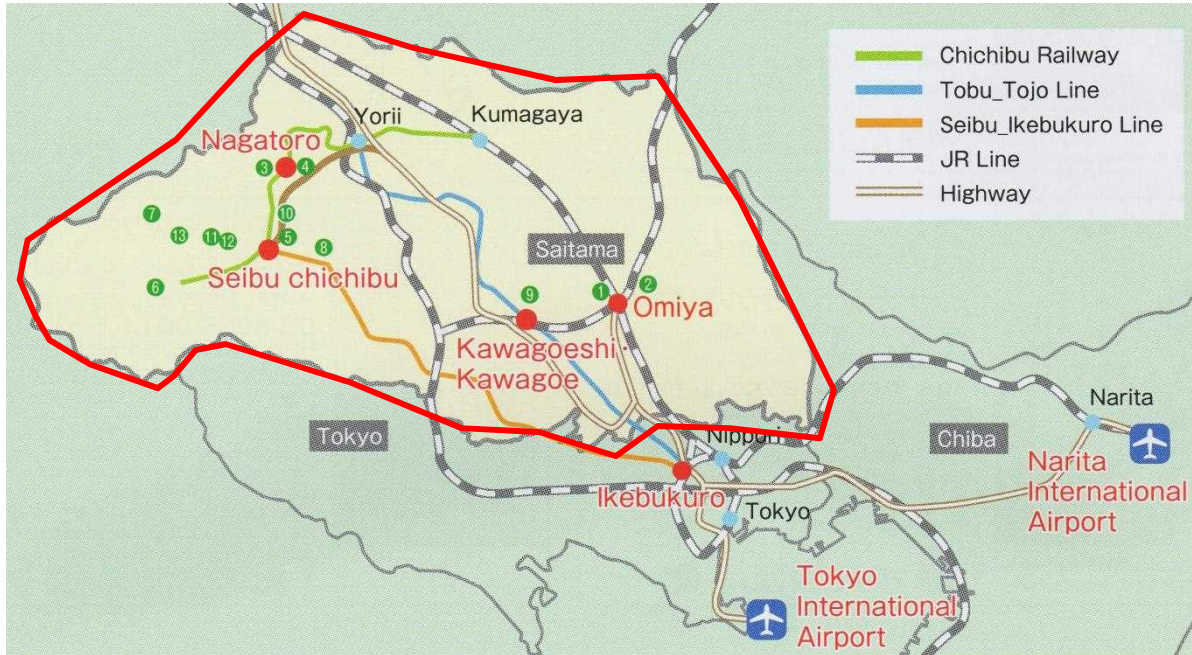 Chichibu Railway
Tobu_Tojo Line
Seibu_Ikebukuro Line
JR Line
Highway
Yorii
Kumagaya
Nagatoro
3
4
7
10
13
11
12
5
8
Saitama
6
Seibu chichibu
9
1
2
Omiya
Kawagoeshi·
Kawagoe
Tokyo
Nippori
Chiba
Narita
Ikebukuro
Narita
International
Airport
Tokyo
Tokyo
International
Airport